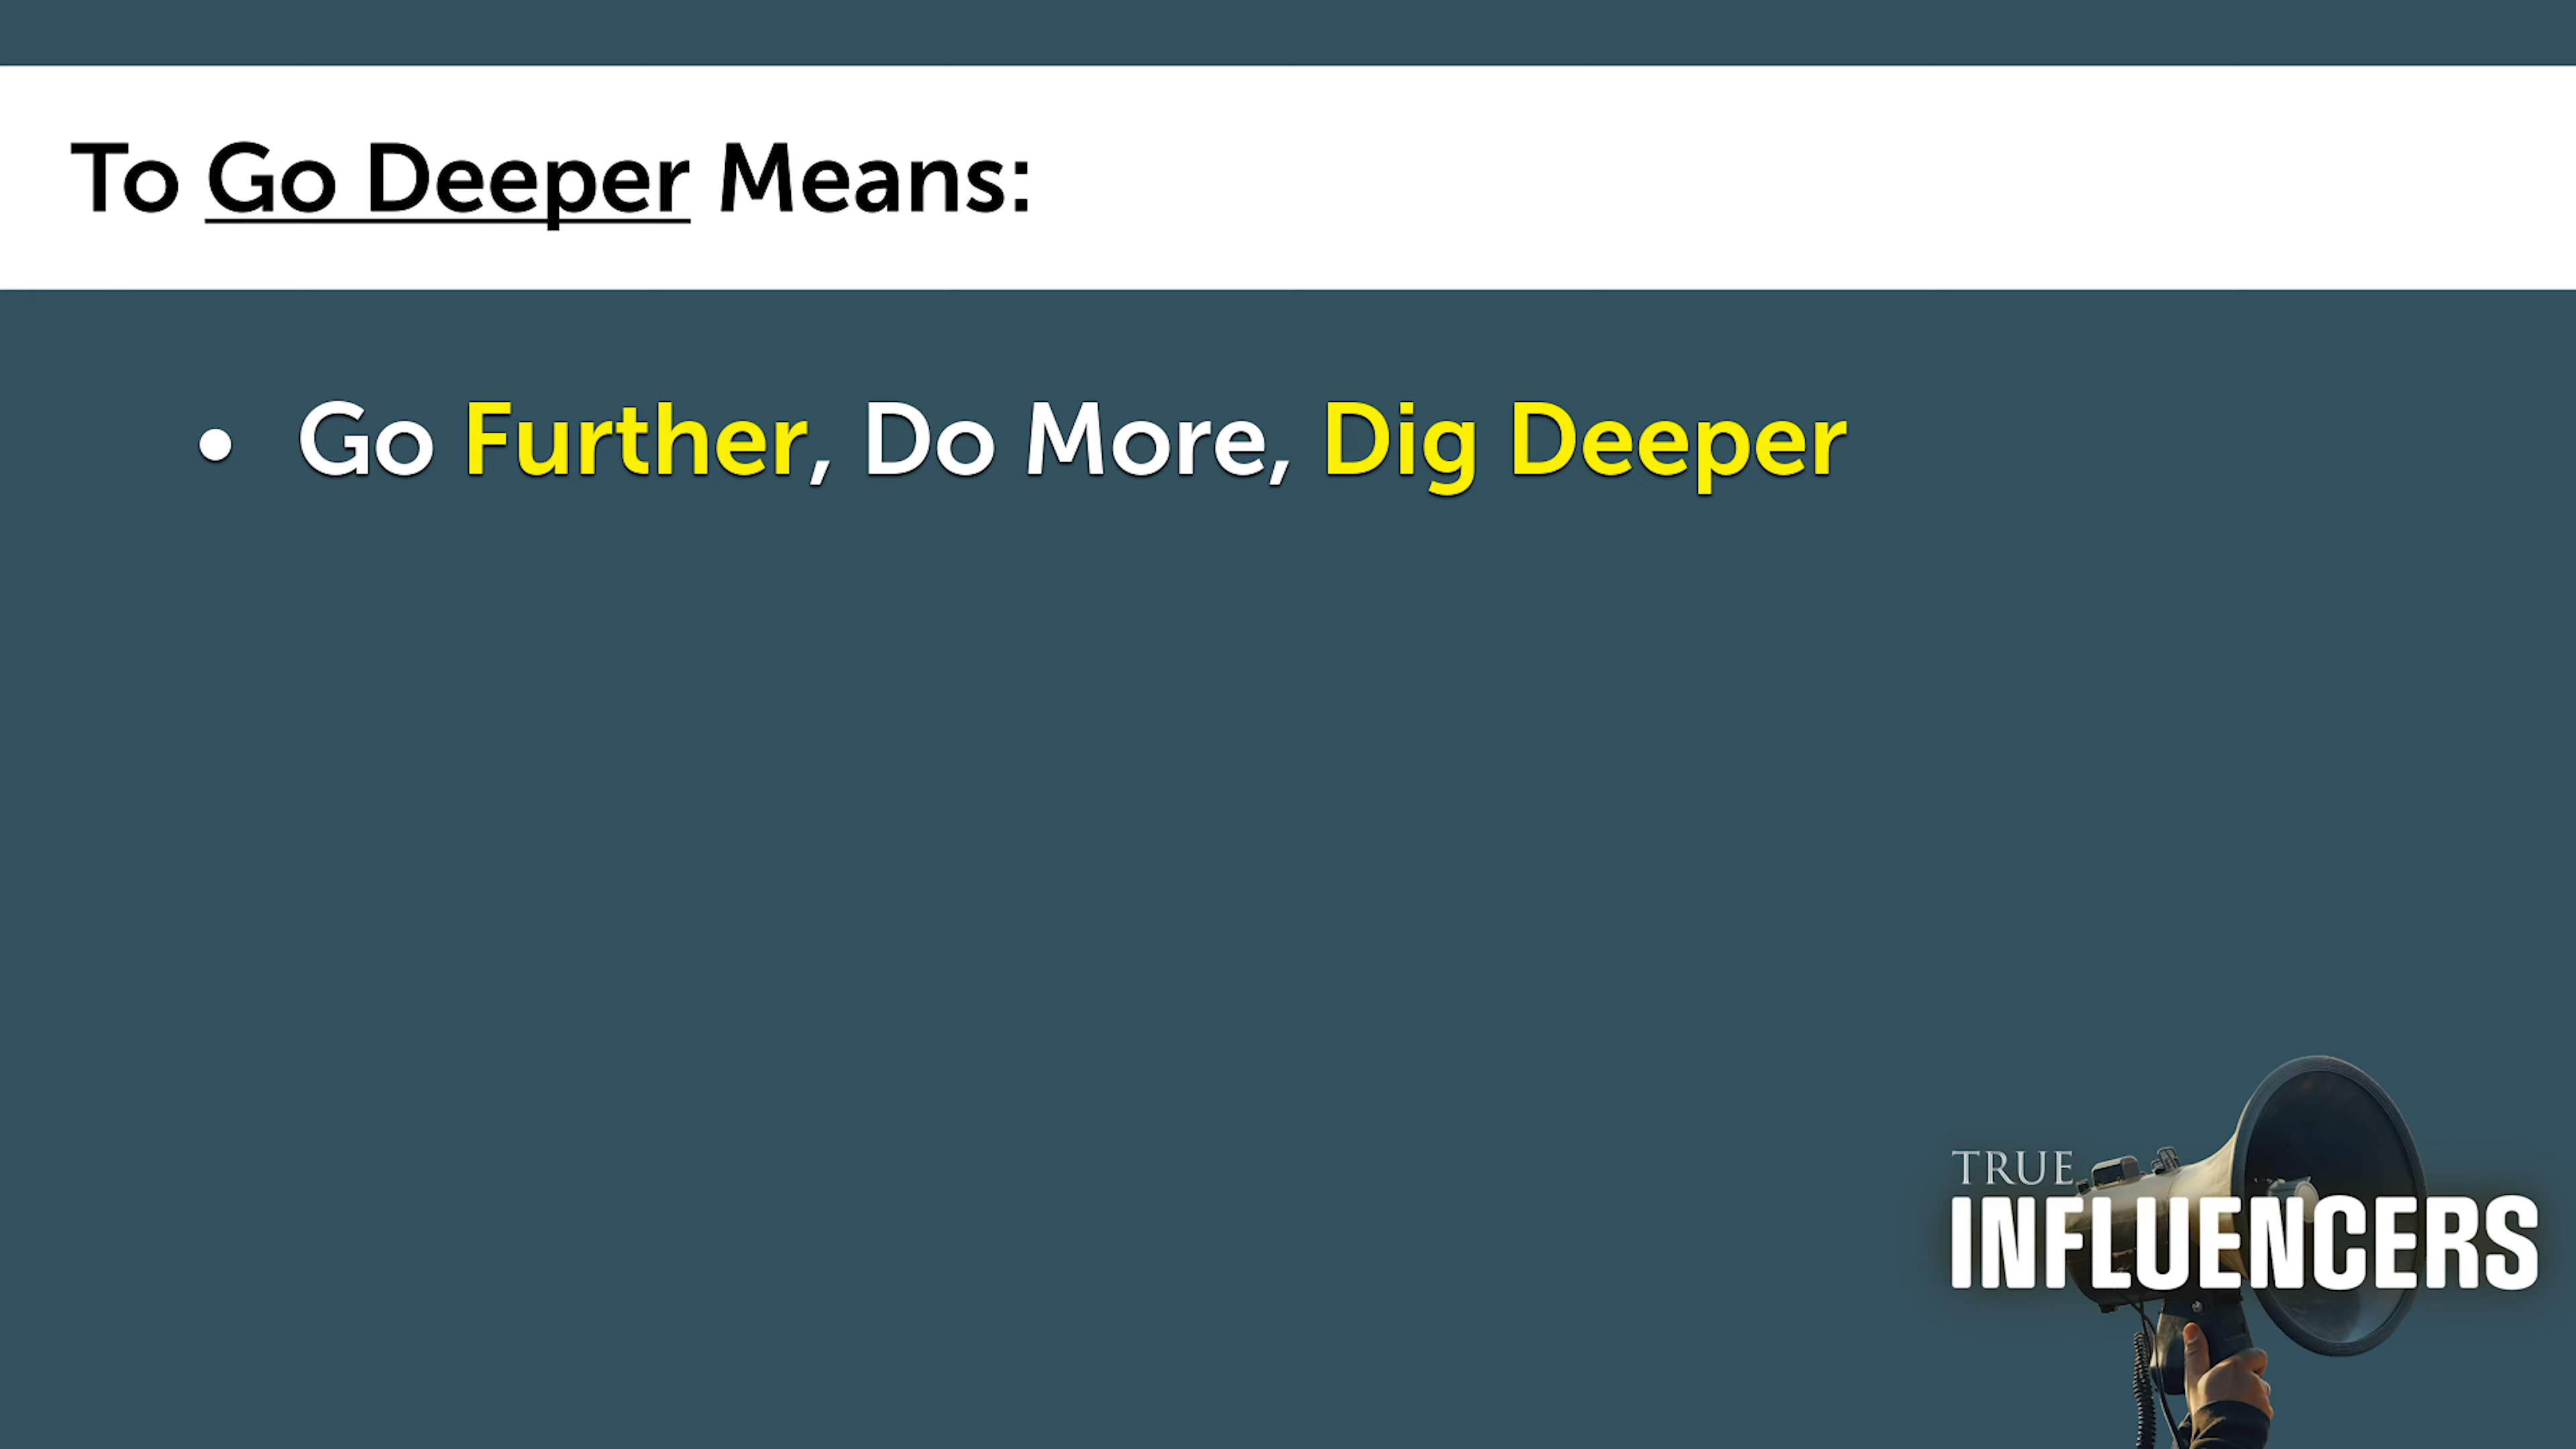 To Go Deeper Means:
• Go Further, Do More, Dig Deeper
TRUE
INFLUENCERS